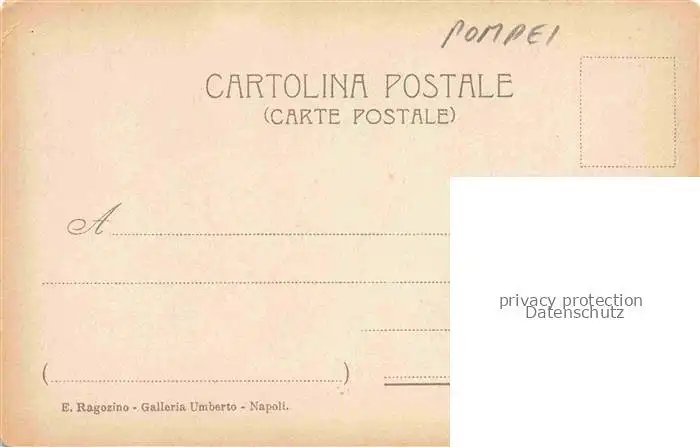 POMPEI
CARTOLINA POSTALE
(CARTE POSTALE)
A
privacy protection
Datenschutz
( )
E. Ragozino - Galleria Umberto - Napoli.